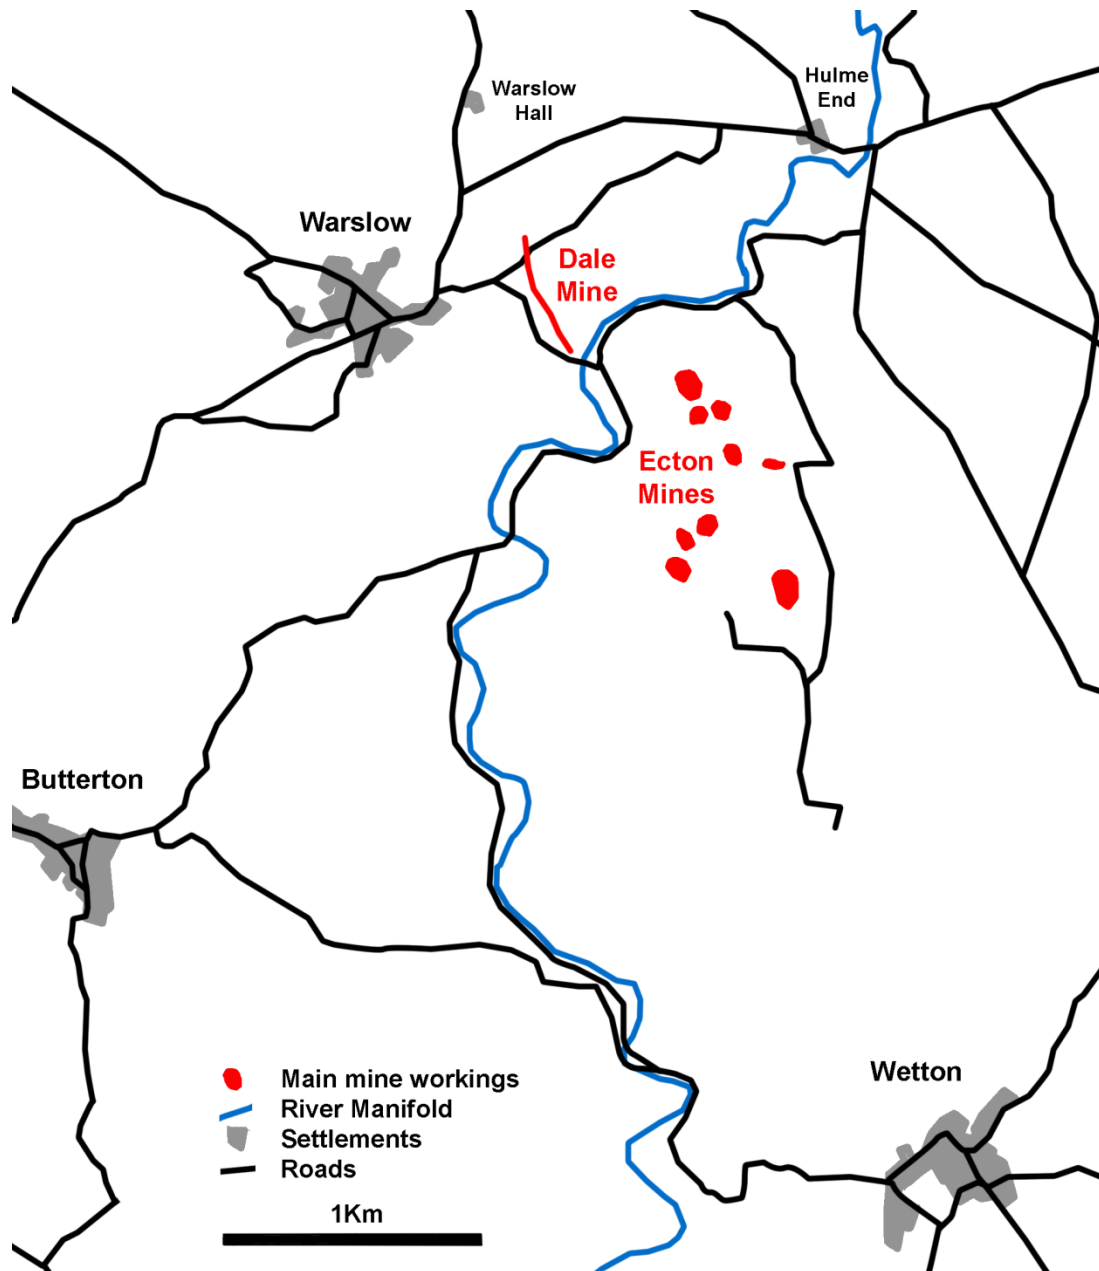 Warslow
Hall
Hulme
End
Warslow
Dale
Mine
Ecton
Mines
Butterton
Wetton
Main mine workings
River Manifold
Settlements
Roads
1Km